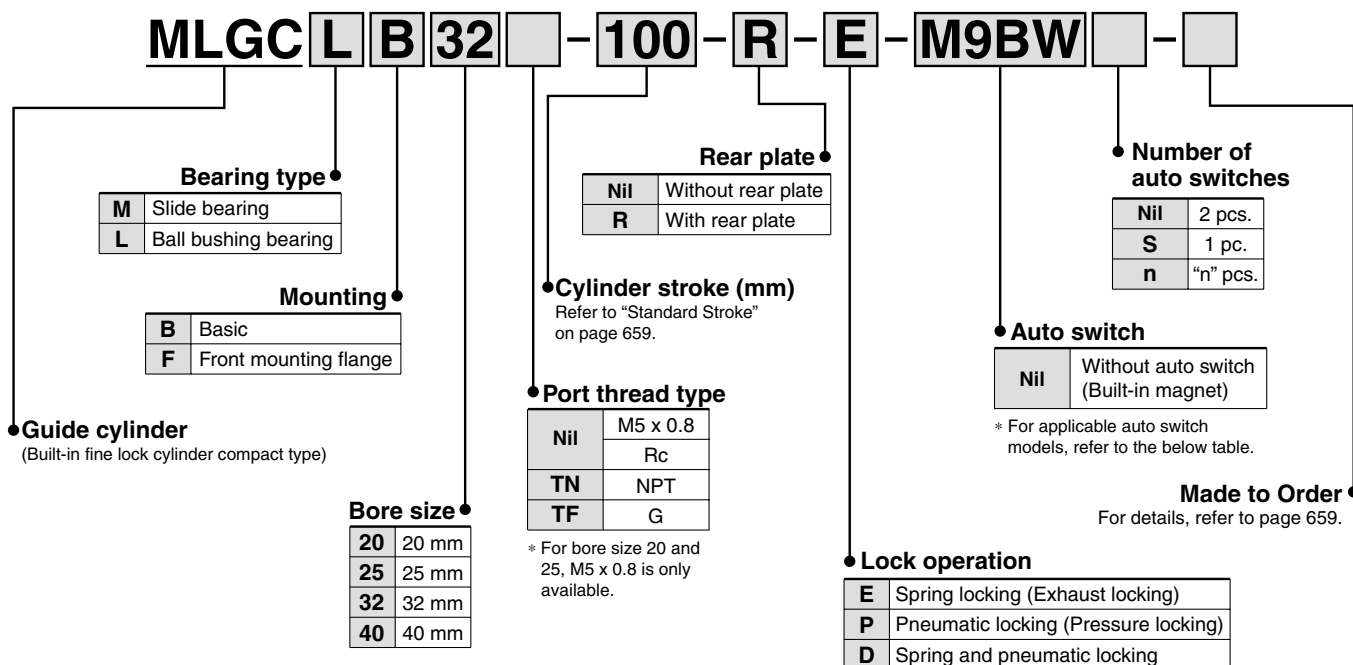 MLGC L B 32 - 100 - R - E - M9BW -
Bearing type
M Slide bearing
L Ball bushing bearing
Mounting
B Basic
F Front mounting flange
Guide cylinder
(Built-in fine lock cylinder compact type)
Bore size
20 20 mm
25 25 mm
32 32 mm
40 40 mm
Rear plate
Nil Without rear plate
R With rear plate
Cylinder stroke (mm)
Refer to “Standard Stroke”
on page 659.
Port thread type
Nil M5 x 0.8
Rc
TN NPT
TF G
* For bore size 20 and
25, M5 x 0.8 is only
available.
Number of
auto switches
Nil 2 pcs.
S 1 pc.
n “n” pcs.
Auto switch
Nil Without auto switch
(Built-in magnet)
* For applicable auto switch
models, refer to the below table.
Made to Order
For details, refer to page 659.
Lock operation
E Spring locking (Exhaust locking)
P Pneumatic locking (Pressure locking)
D Spring and pneumatic locking